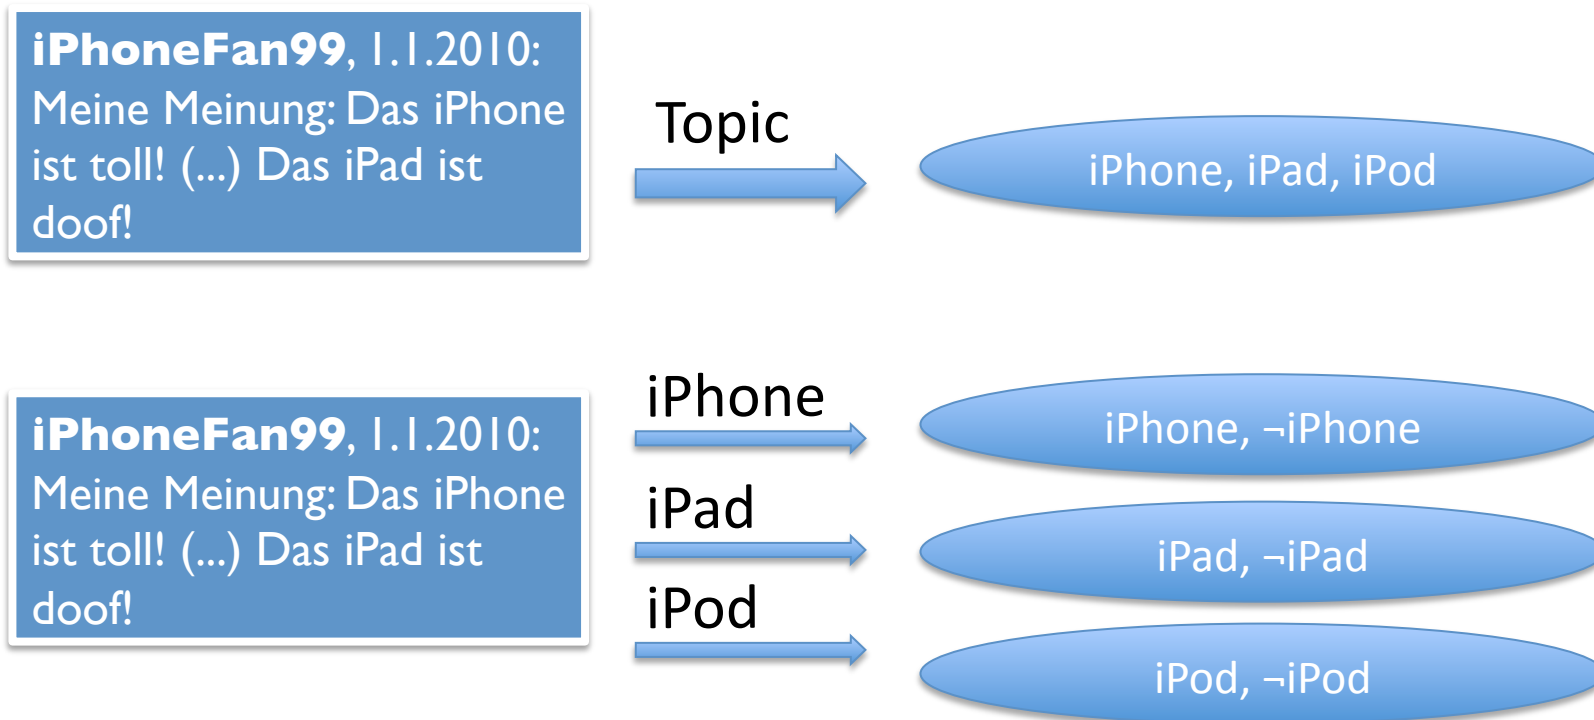 iPhoneFan99, 1.1.2010:
Meine Meinung: Das iPhone
ist toll! (...) Das iPad ist
doof!
Topic
iPhone, iPad, iPod
iPhoneFan99, 1.1.2010:
Meine Meinung: Das iPhone
ist toll! (...) Das iPad ist
doof!
iPhone
iPhone, ¬iPhone
iPad
iPad, ¬iPad
iPod
iPod, ¬iPod